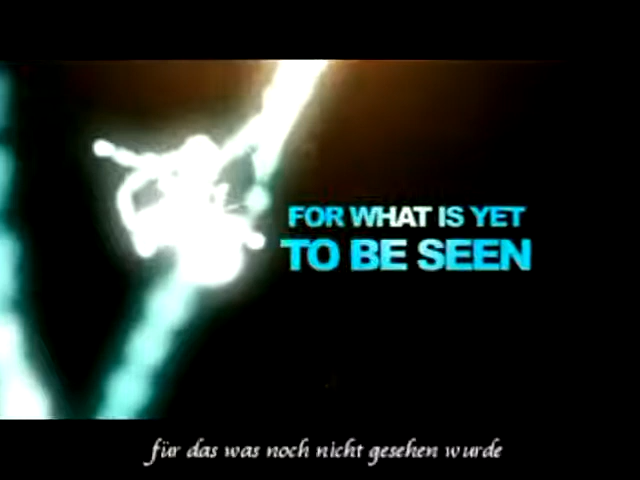 FOR WHAT IS YET
TO BE SEEN
für das was noch nicht gesehen wurde